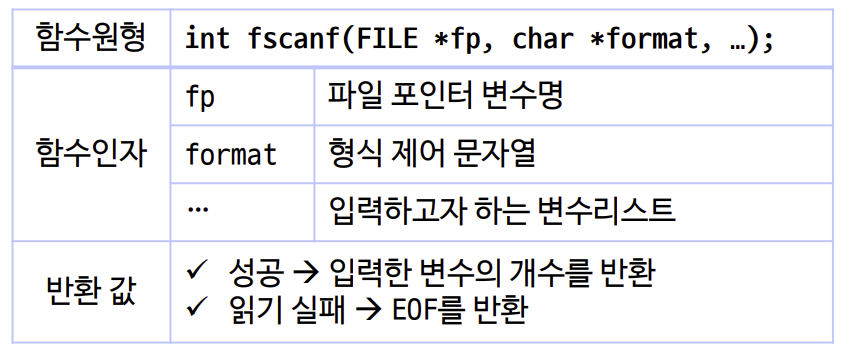 함수원형 int fscanf(FILE *fp, char *format, …);
함수인자
fp 파일 포인터 변수명
format 형식 제어 문자열
… 입력하고자 하는 변수리스트
반환 값
✓ 성공 → 입력한 변수의 개수를 반환
✓ 읽기 실패 → EOF를 반환